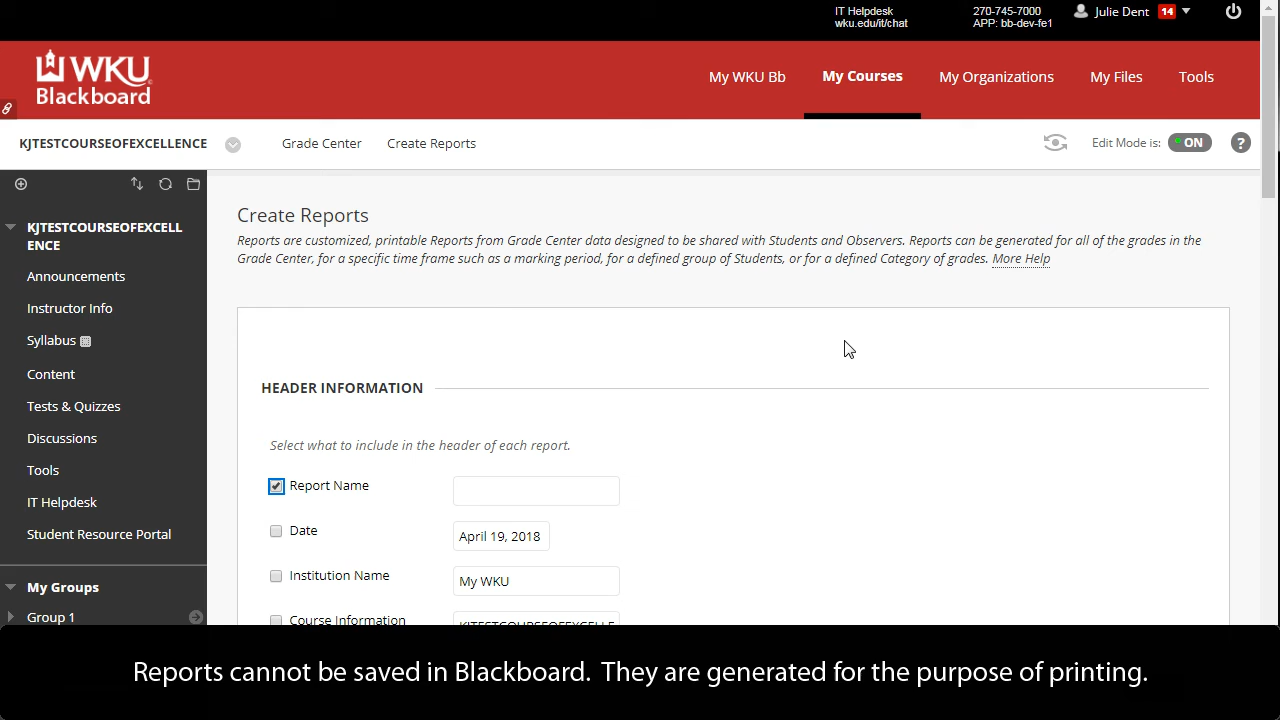 IT Helpdesk
wku.edu/it/chat
270-745-7000
APP: bb-dev-fe1
Julie Dent 14
WKU
Blackboard
My WKU Bb
My Courses
My Organizations
My Files
Tools
KJTESTCOURSEOFEXCELLENCE
Grade Center
Create Reports
Edit Mode is: ON
?
KJTESTCOURSEOFEXCELL
ENCE
Announcements
Instructor Info
Syllabus
Content
Tests & Quizzes
Discussions
Tools
IT Helpdesk
Student Resource Portal
My Groups
Group 1
Create Reports
Reports are customized, printable Reports from Grade Center data designed to be shared with Students and Observers. Reports can be generated for all of the grades in the
Grade Center, for a specific time frame such as a marking period, for a defined group of Students, or for a defined Category of grades. More Help
HEADER INFORMATION
Select what to include in the header of each report.
Report Name
Date
April 19, 2018
Institution Name
My WKU
Course Information
KJTESTCOURSEOFEXCELLE
Reports cannot be saved in Blackboard. They are generated for the purpose of printing.